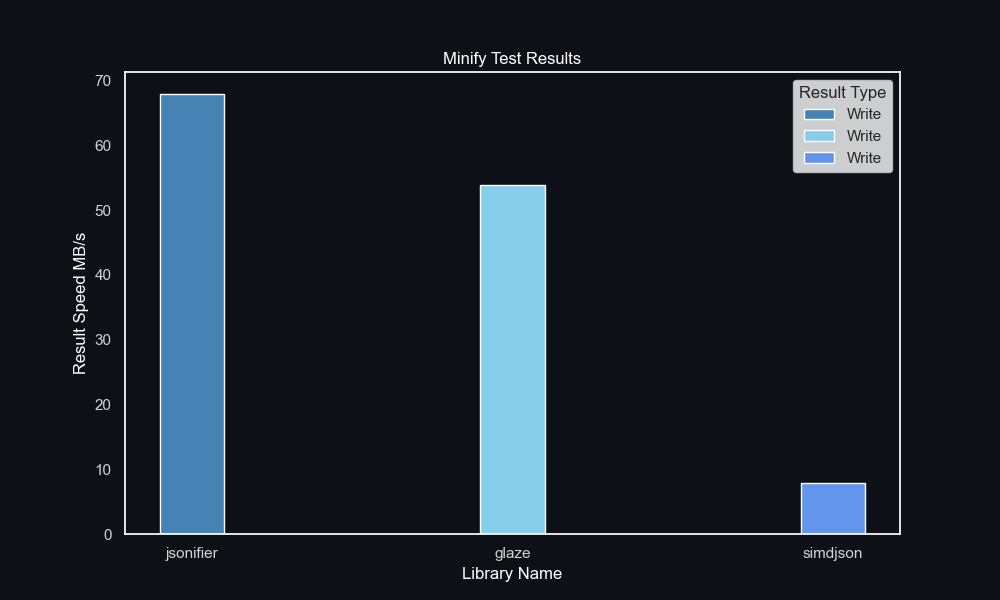 Minify Test Results
Result Type
Write
Write
Write
Result Speed MB/s
70
60
50
40
30
20
10
0
jsonifier
glaze
simdjson
Library Name